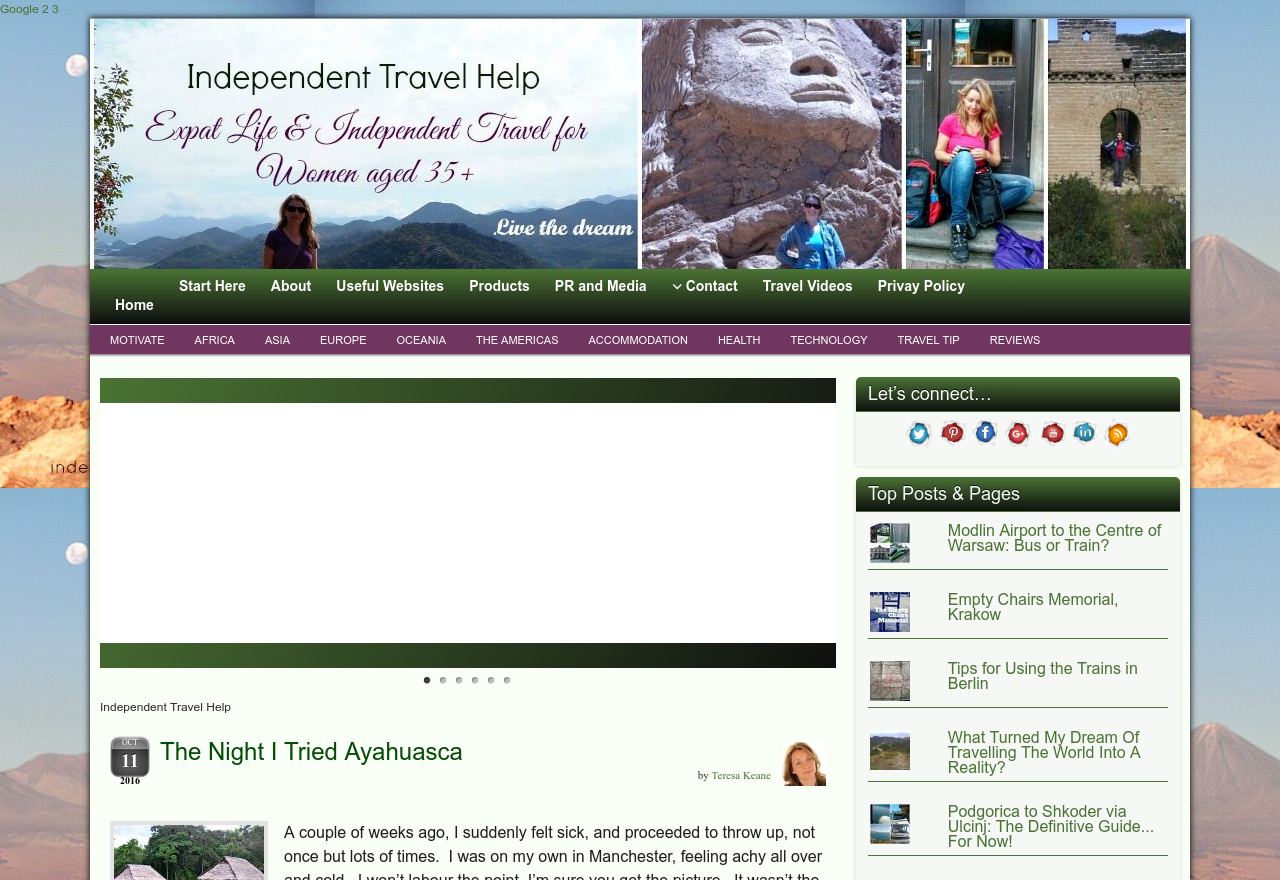 Google 2 3
Independent Travel Help
Expat Life & Independent Travel for
Women aged 35+
Live the dream
Start Here About Useful Websites Products PR and Media Contact Travel Videos Privay Policy
Home
MOTIVATE AFRICA ASIA EUROPE OCEANIA THE AMERICAS ACCOMMODATION HEALTH TECHNOLOGY TRAVEL TIP REVIEWS
Let's connect…
inde
Top Posts & Pages
Modlin Airport to the Centre of
Warsaw: Bus or Train?
The Empty
Chairs
Memorial
Empty Chairs Memorial,
Krakow
Tips for Using the Trains in
Berlin
Independent Travel Help
What Turned My Dream Of
Travelling The World Into A
Reality?
OCT
11
2016
The Night I Tried Ayahuasca
by Teresa Keane
Podgorica to Shkoder via
Ulcinj: The Definitive Guide...
For Now!
A couple of weeks ago, I suddenly felt sick, and proceeded to throw up, not
once but lots of times. I was on my own in Manchester, feeling achy all over
and cold. I won't labour the point, I'm sure you get the picture. It wasn't the